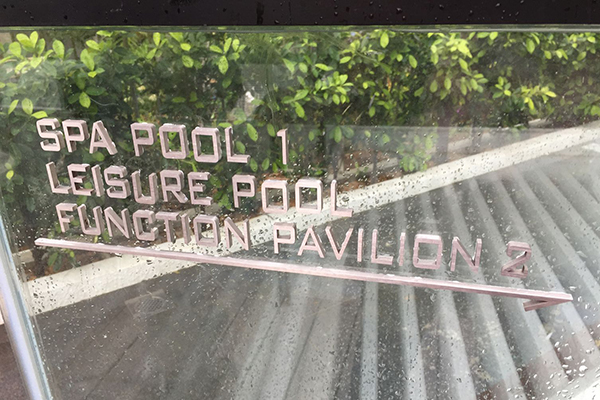 SPA POOL 1
LEISURE POOL
FUNCTION PAVILION 2